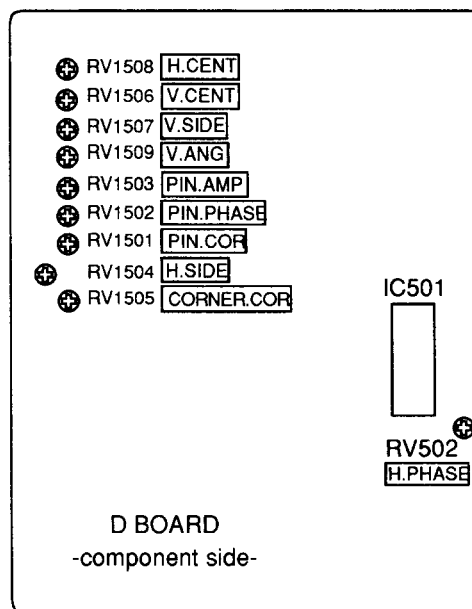 RV1508 H.CENT
RV1506 V.CENT
RV1507 V.SIDE
RV1509 V.ANG
RV1503 PIN.AMP
RV1502 PIN.PHASE
RV1501 PIN.COR
RV1504 H.SIDE
RV1505 CORNER.COR
IC501
RV502
H.PHASE
D BOARD
-component side-